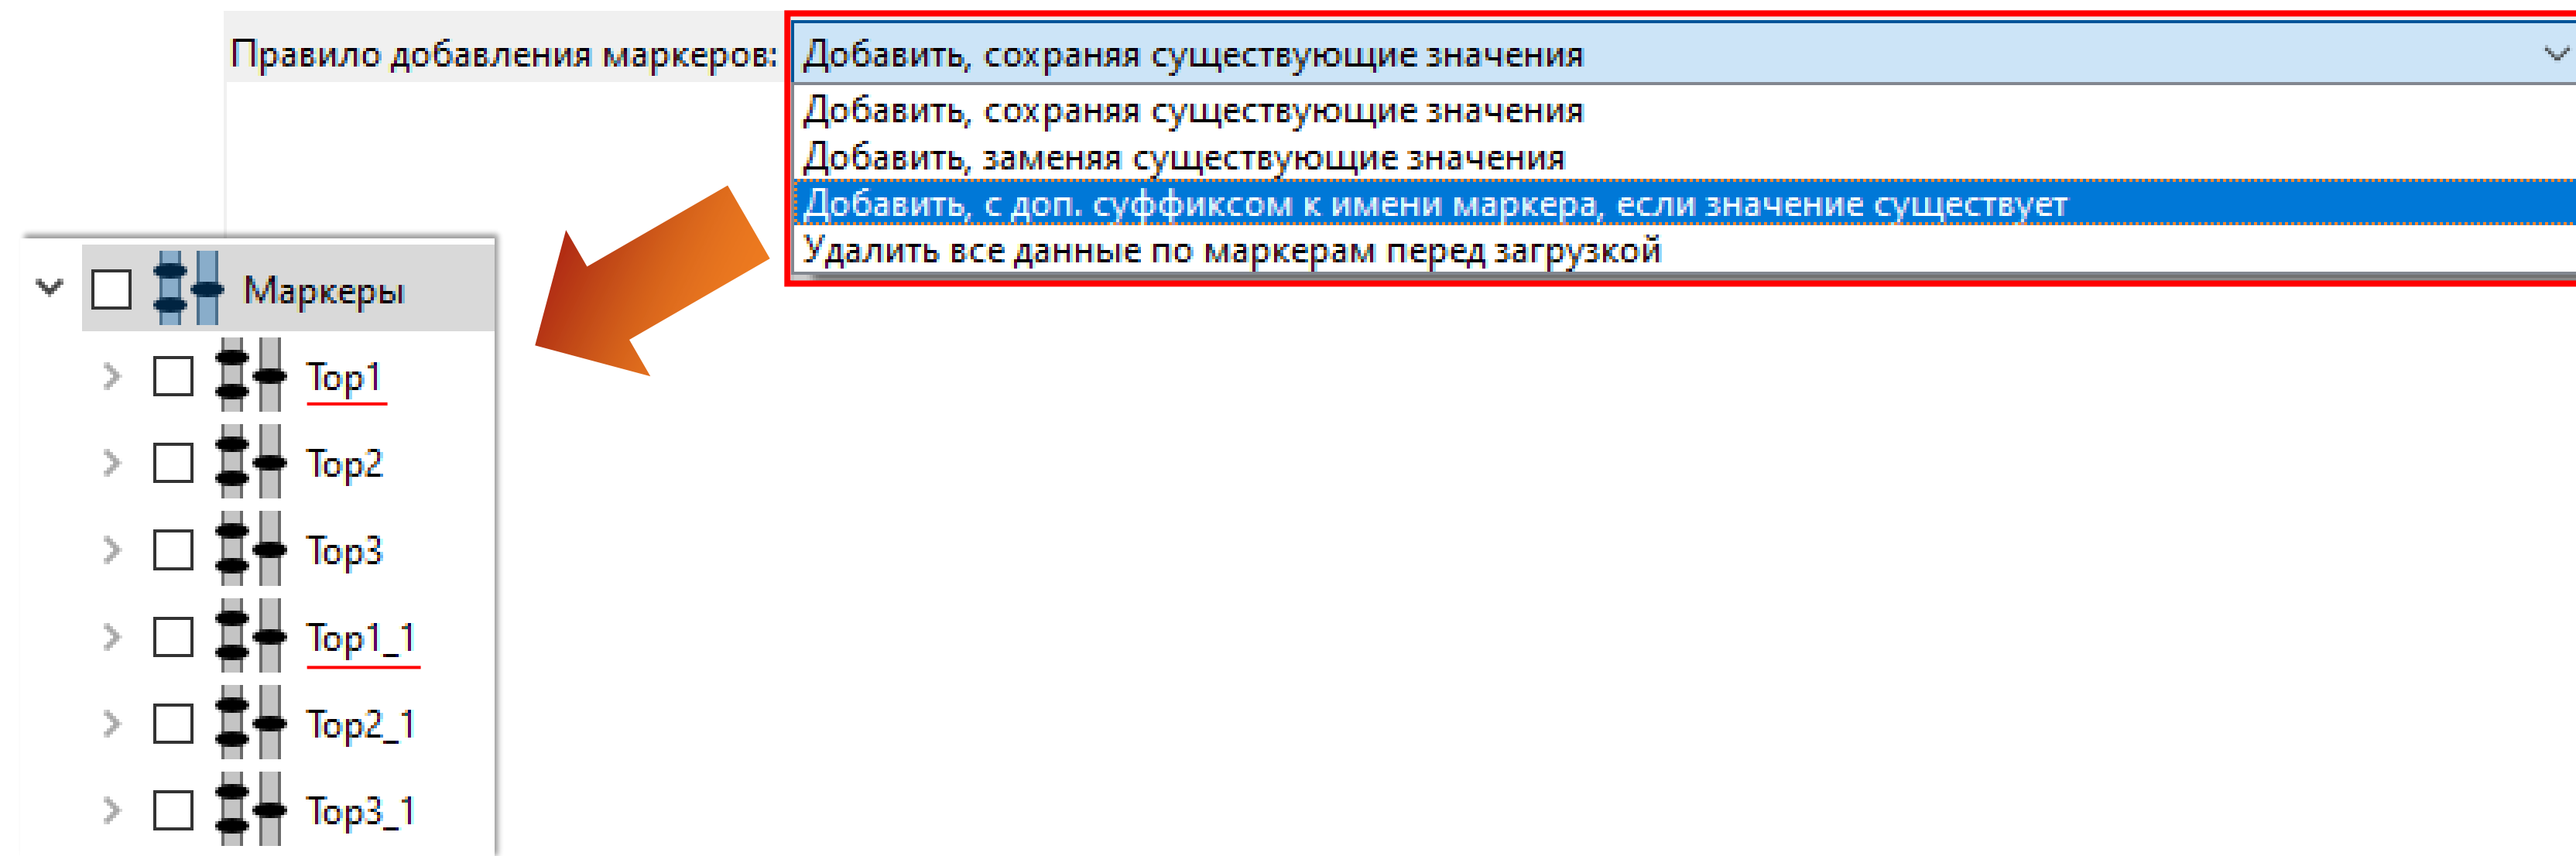 Правило добавления маркеров: Добавить, сохраняя существующие значения
Добавить, сохраняя существующие значения
Добавить, заменяя существующие значения
Добавить, с доп. суффиксом к имени маркера, если значение существует
Удалить все данные по маркерам перед загрузкой
Маркеры
Top1
Top2
Top3
Top1_1
Top2_1
Top3_1